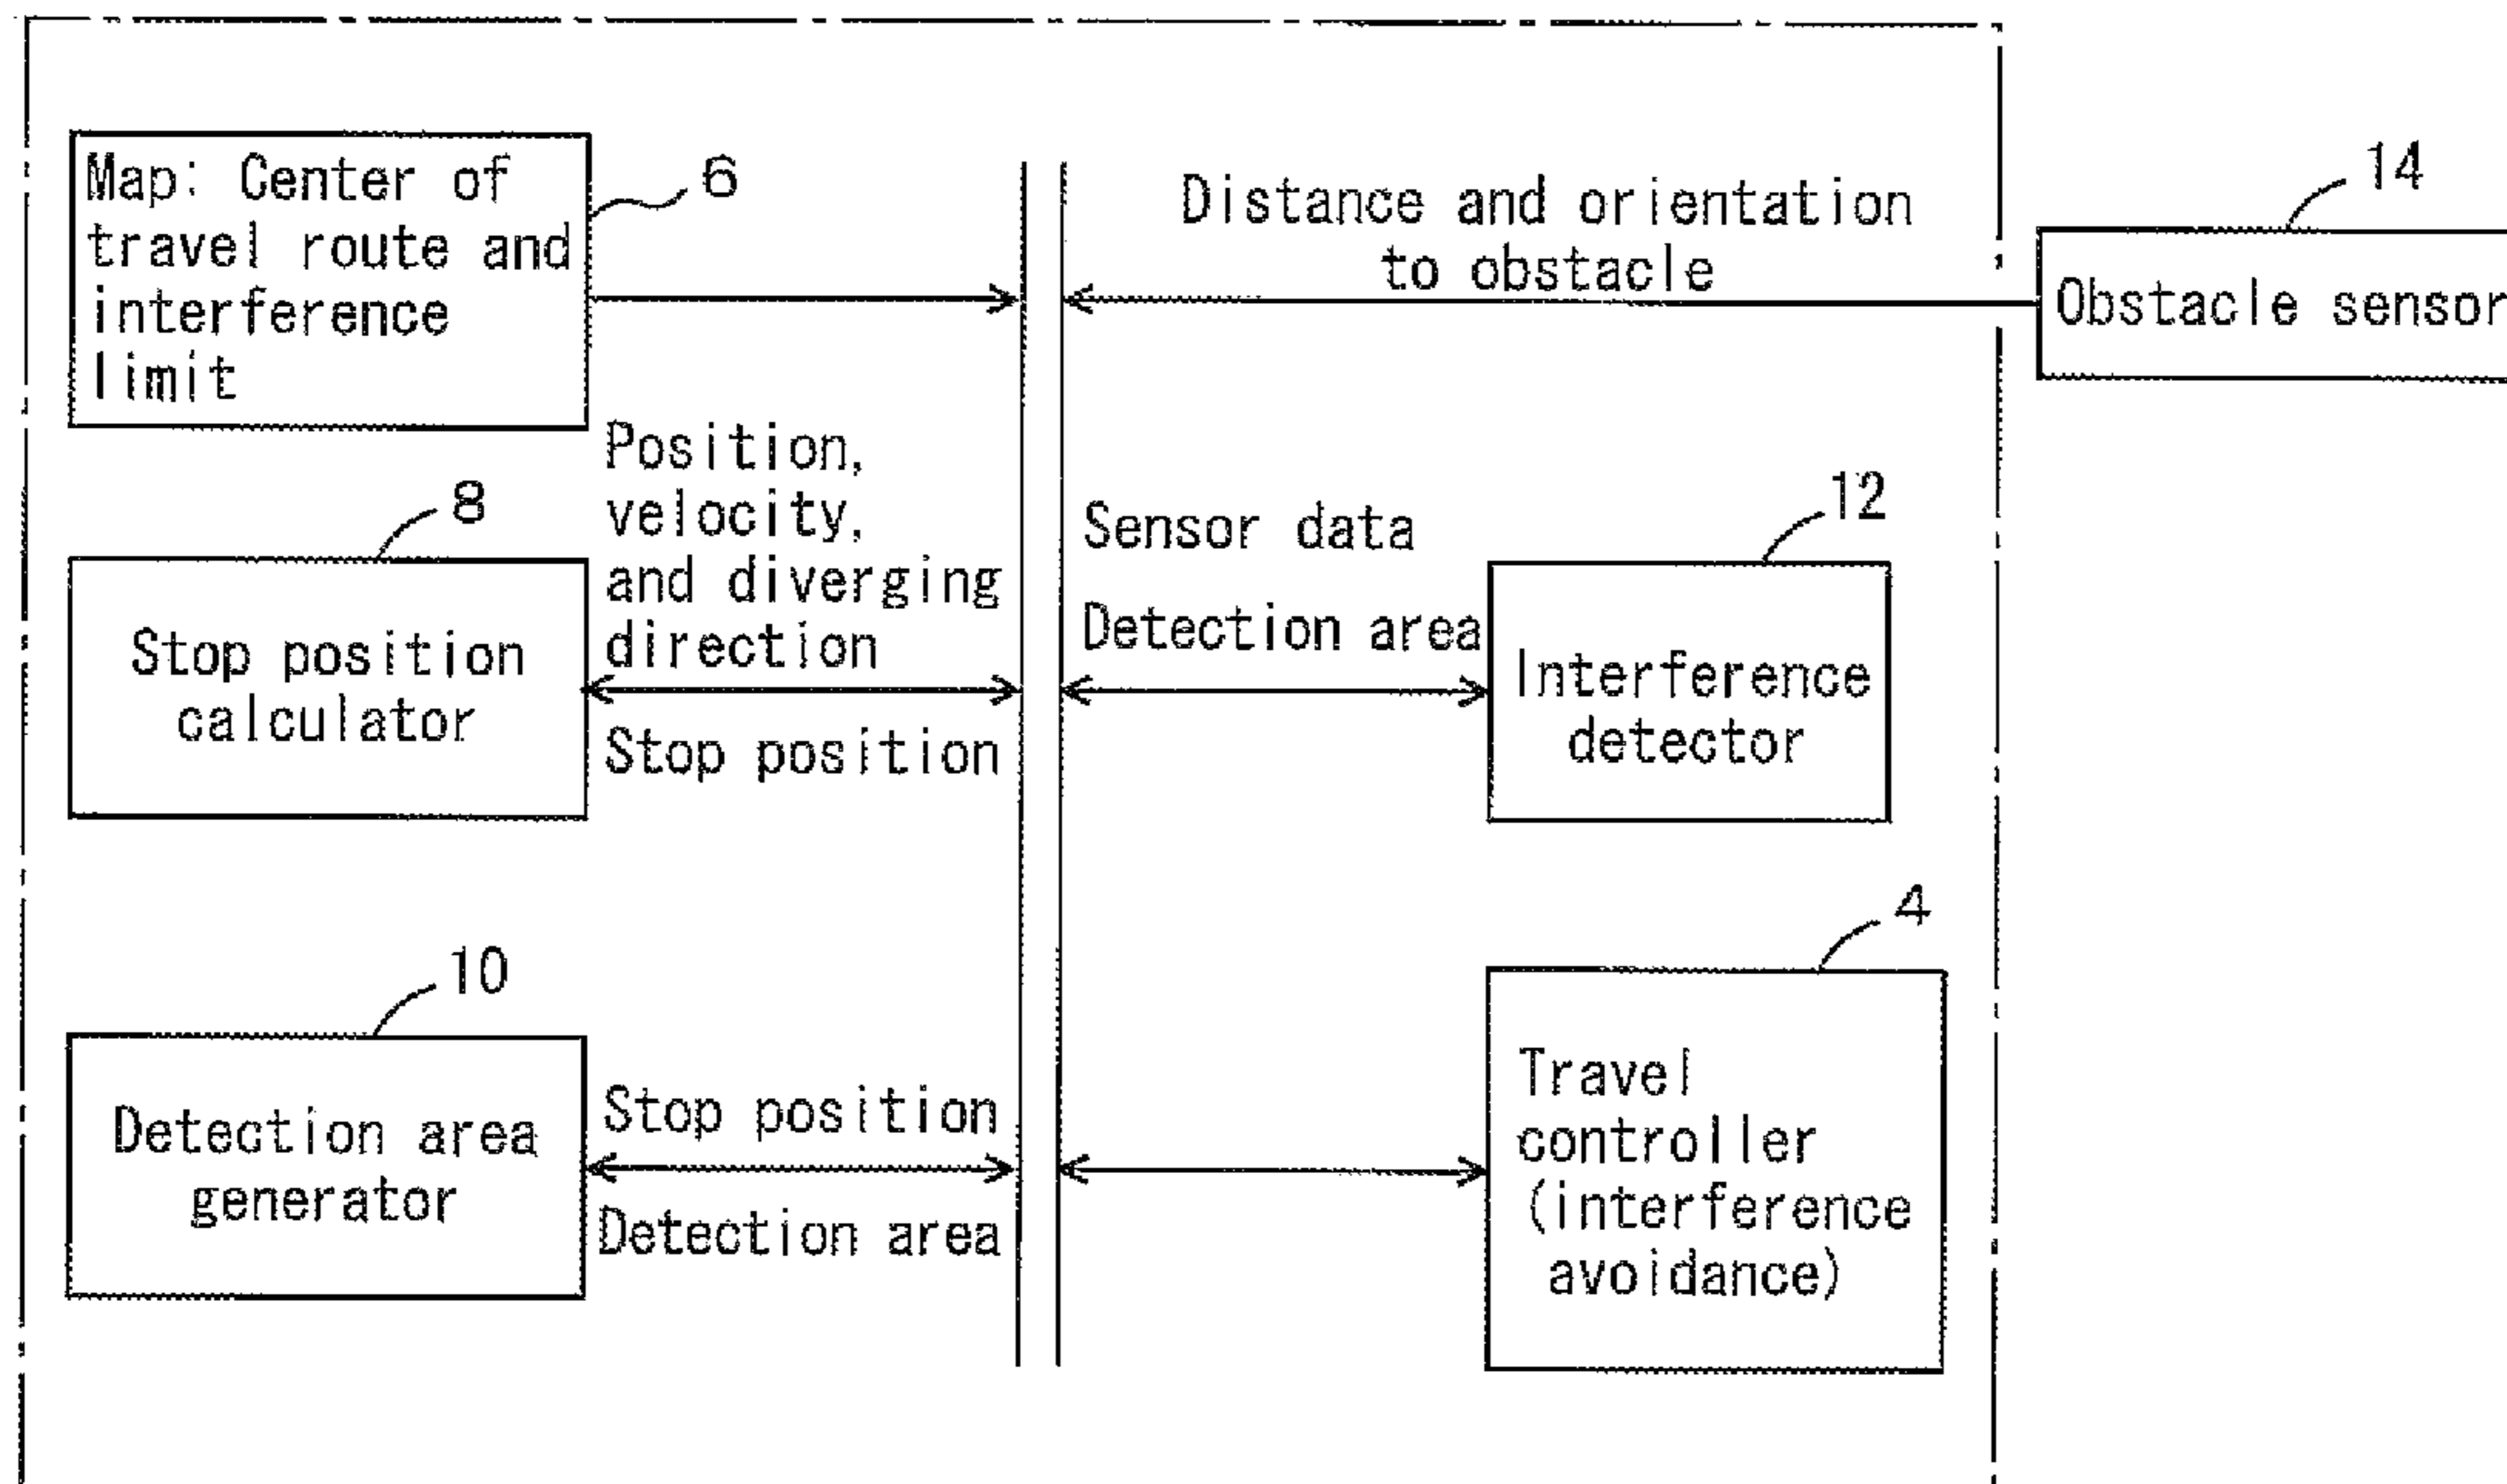 Map: Center of
travel route and
interference
limit
6
Distance and orientation
to obstacle
14
Obstacle sensor
8
Stop position
calculator
Position,
velocity,
and diverging
direction
Stop position
Sensor data
Detection area
12
Interference
detector
10
Detection area
generator
Stop position
Detection area
4
Travel
controller
(interference
avoidance)